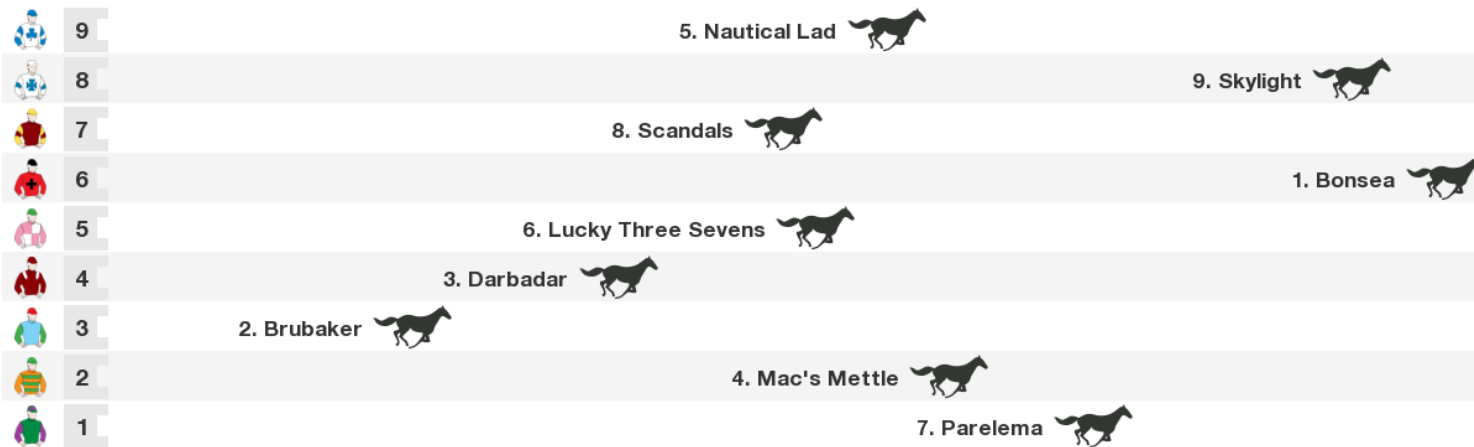 9 5. Nautical Lad
8 9. Skylight
7 8. Scandals
6 1. Bonsea
5 6. Lucky Three Sevens
4 3. Darbadar
3 2. Brubaker
2 4. Mac's Mettle
1 7. Parelema